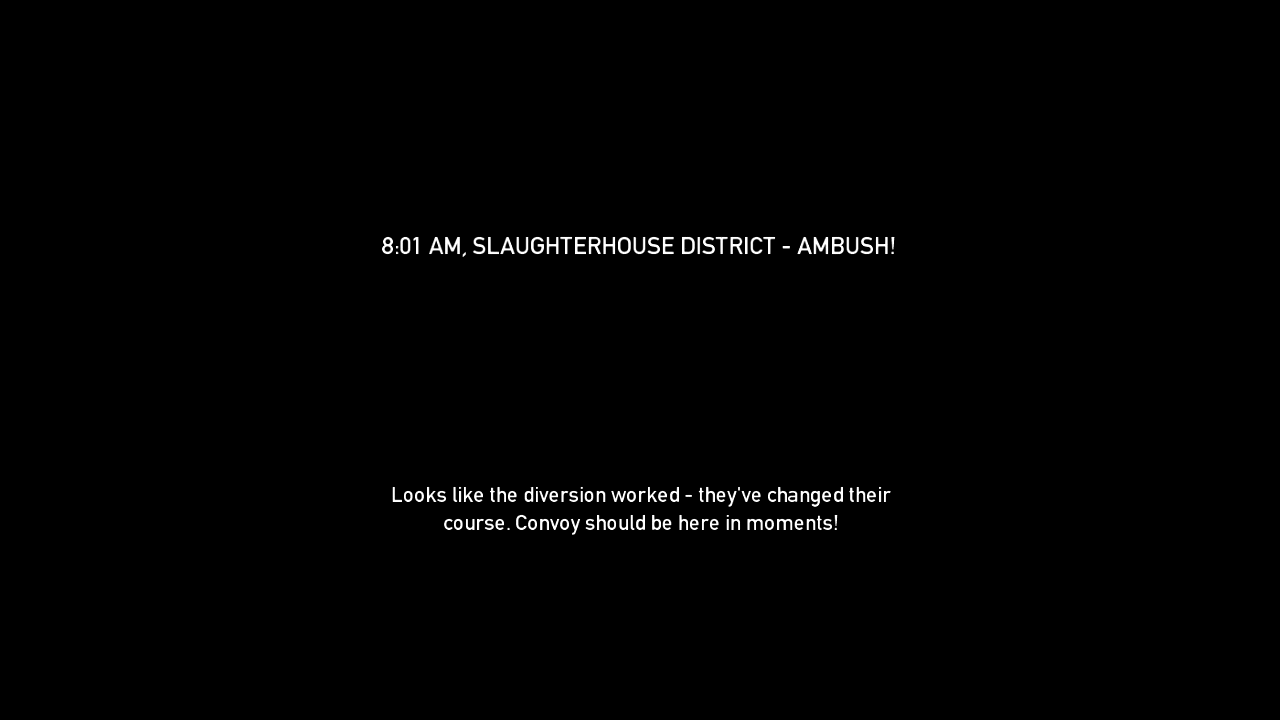 8:01 AM, SLAUGHTERHOUSE DISTRICT - AMBUSH!
Looks like the diversion worked - they've changed their
course. Convoy should be here in moments!